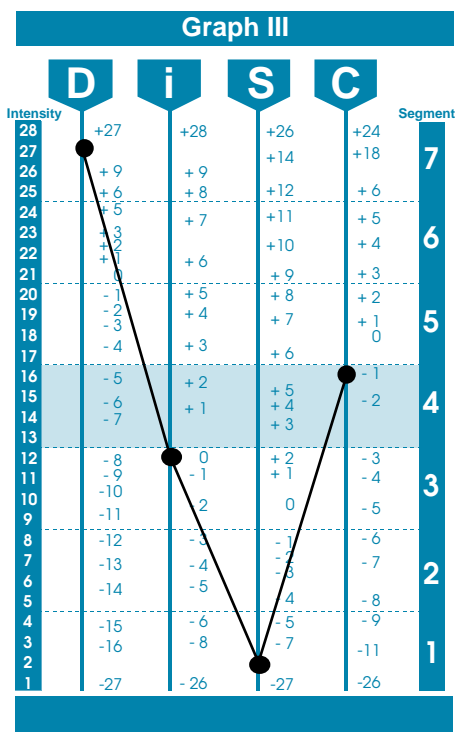 Graph III
D i S C
Intensity Segment
28 +27 +28 +26 +24
27 +14 +18 7
26 + 9 + 9
25 + 6 + 8 +12 + 6
24 + 5 + 7 +11 + 5
23 + 3 6
22 + 2 +10 + 4
+ 1 + 6
21 0 + 9 + 3
20 - 1 + 5 + 8 + 2
19 - 2 + 4 + 7 + 1 5
18 - 3 0
17 - 4 + 3 + 6
16 - 5 + 2 - 1
15 - 6 + 1 + 5 - 2 4
14 - 7 + 4
13 + 3
12 - 8 0 + 2 - 3
11 - 9 - 1 + 1 - 4 3
10 -10 - 2 0 - 5
9 -11
8 -12 - 3 - 1 - 6
7 -13 - 4 - 2 - 7 2
6 -14 - 5 - 3
5 - 4 - 8
4 -15 - 6 - 5 - 9
3 -16 - 8 - 7 -11 1
2
1 -27 - 26 -27 -26